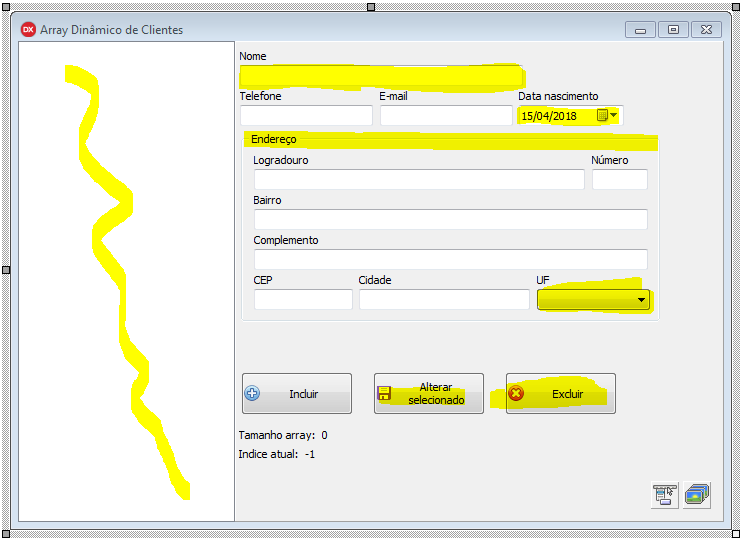 DX Array Dinâmico de Clientes
Nome
Telefone E-mail Data nascimento
15/04/2018
Endereço
Logradouro Número
Bairro
Complemento
CEP Cidade UF
Incluir
Alterar
selecionado
Excluir
Tamanho array: 0
Indice atual: -1